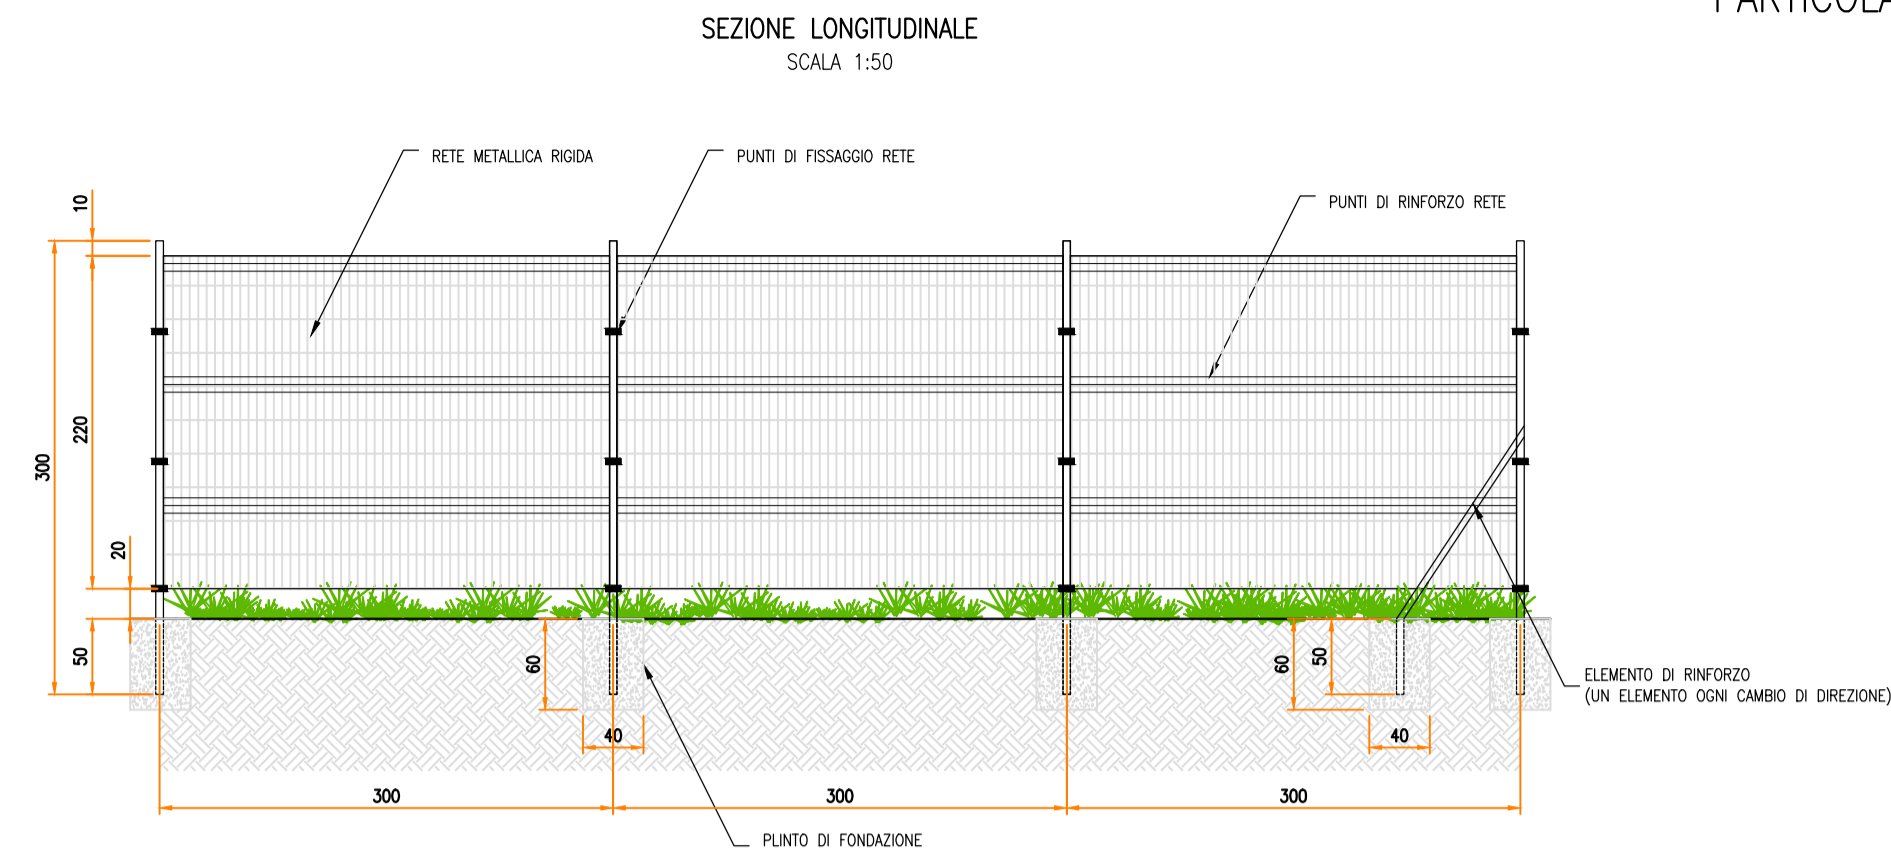 SEZIONE LONGITUDINALE
SCALA 1:50
RETE METALLICA RIGIDA
PUNTI DI FISSAGGIO RETE
PUNTI DI RINFORZO RETE
10
220
300
20
50
60
40
60
50
40
ELEMENTO DI RINFORZO
(UN ELEMENTO OGNI CAMBIO DI DIREZIONE)
300
300
300
PLINTO DI FONDAZIONE